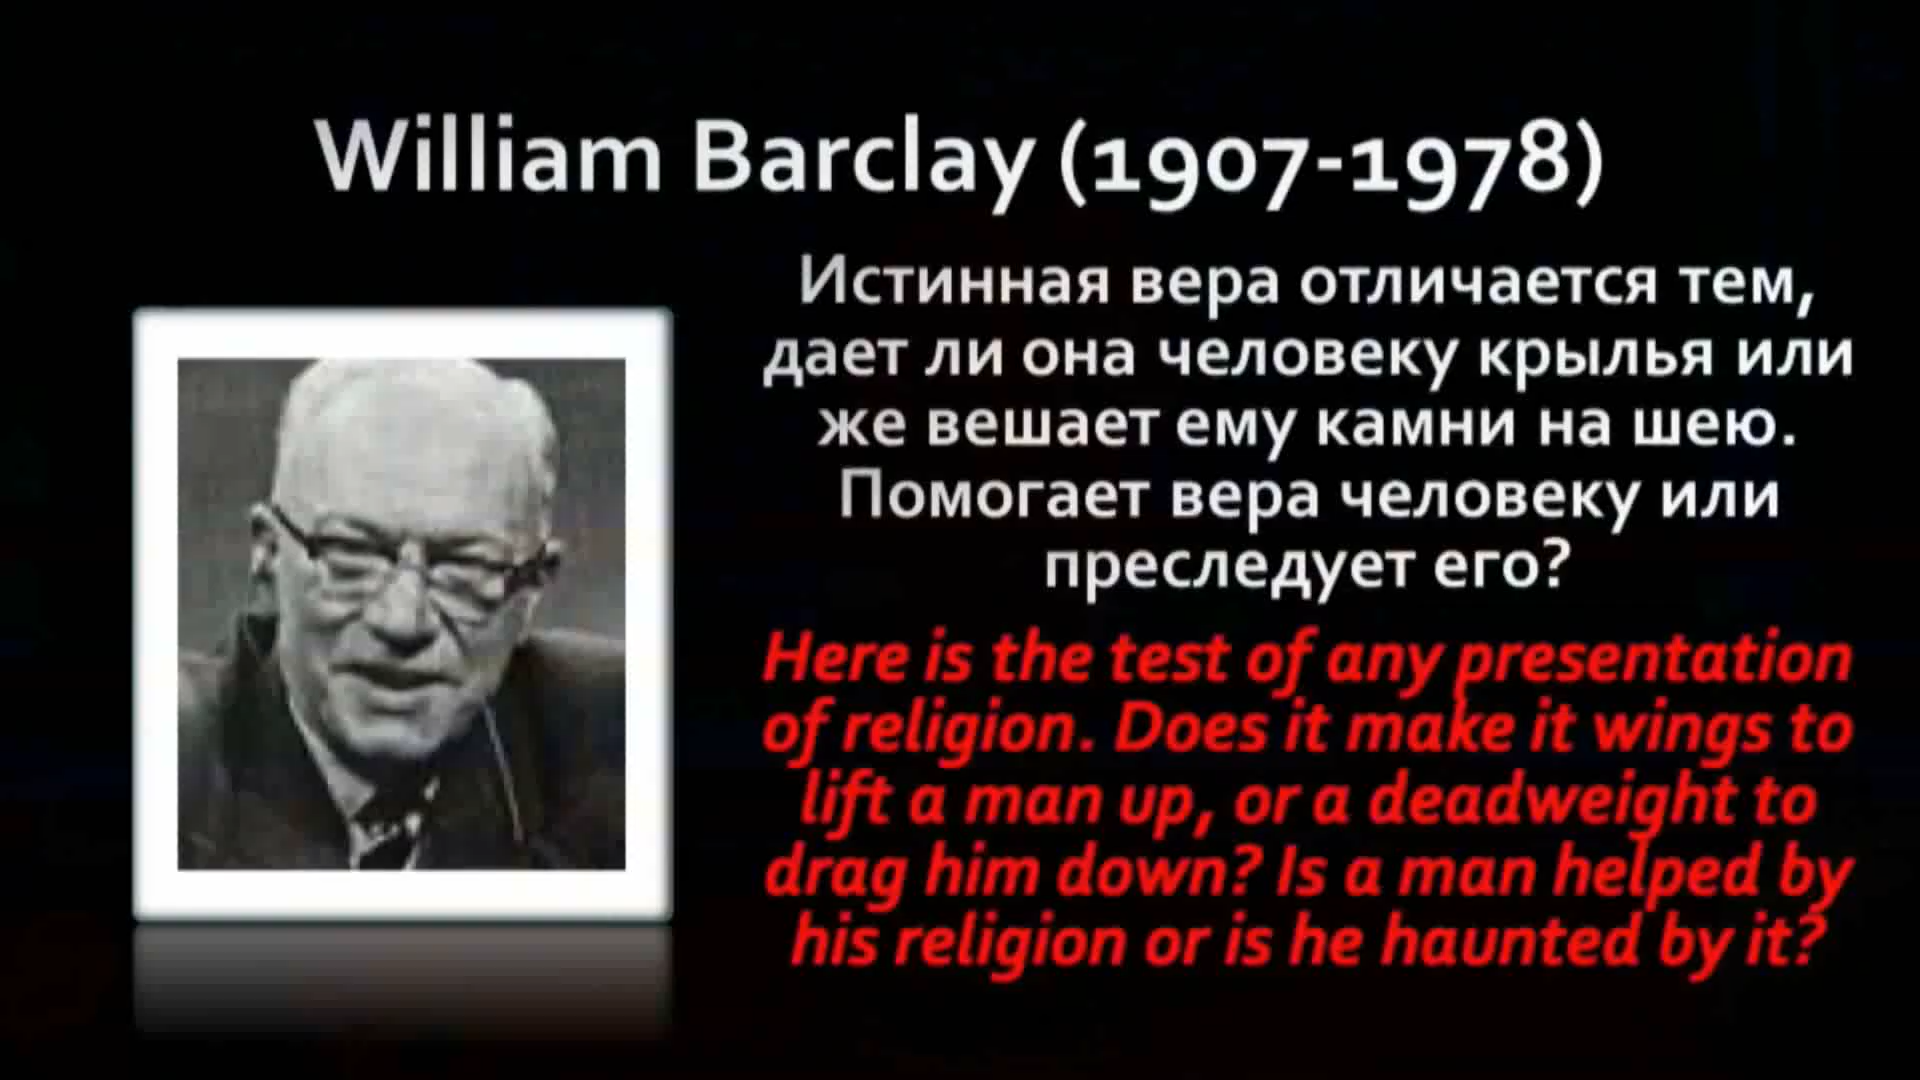 William Barclay (1907-1978)
Истинная вера отличается тем,
дает ли она человеку крылья или
же вешает ему камни на шею.
Помогает вера человеку или
преследует его?
Here is the test of any presentation
of religion. Does it make it wings to
lift a man up, or a deadweight to
drag him down? Is a man helped by
his religion or is he haunted by it?